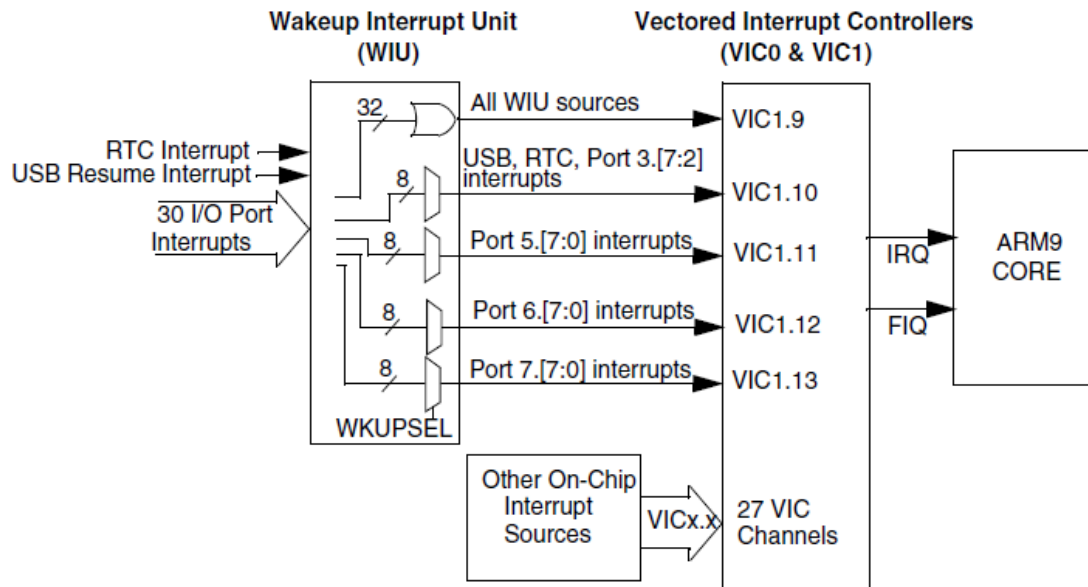 Wakeup Interrupt Unit
(WIU)
Vectored Interrupt Controllers
(VIC0 & VIC1)
32
All WIU sources
VIC1.9
RTC Interrupt
USB Resume Interrupt
30 I/O Port
Interrupts
8
USB, RTC, Port 3.[7:2]
interrupts
VIC1.10
8
Port 5.[7:0] interrupts
VIC1.11
8
Port 6.[7:0] interrupts
VIC1.12
8
Port 7.[7:0] interrupts
VIC1.13
WKUPSEL
IRQ
FIQ
ARM9
CORE
Other On-Chip
Interrupt
Sources
VICx.x
27 VIC
Channels